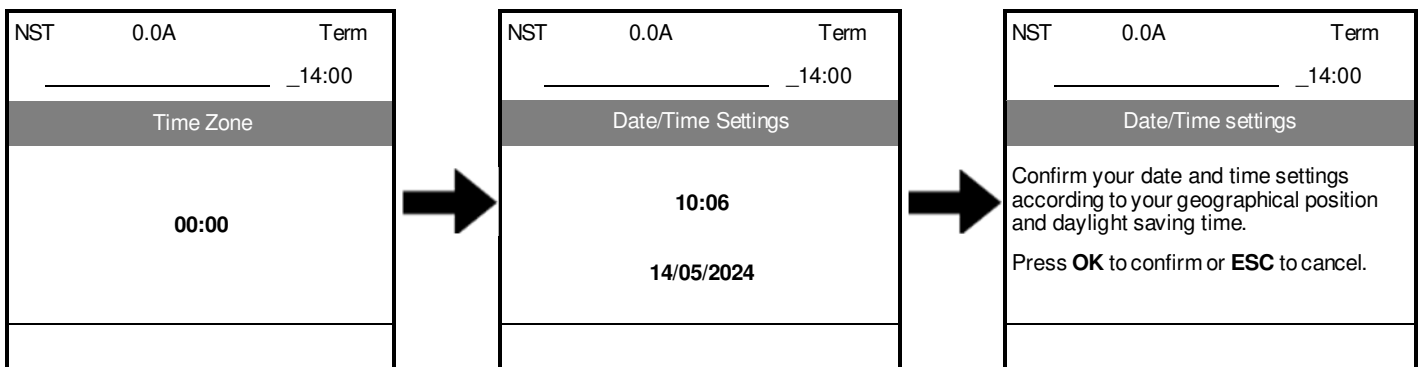 NST 0.0A Term
_14:00
Time Zone
00:00
NST 0.0A Term
_14:00
Date/Time Settings
10:06
14/05/2024
NST 0.0A Term
_14:00
Date/Time settings
Confirm your date and time settings
according to your geographical position
and daylight saving time.
Press OK to confirm or ESC to cancel.